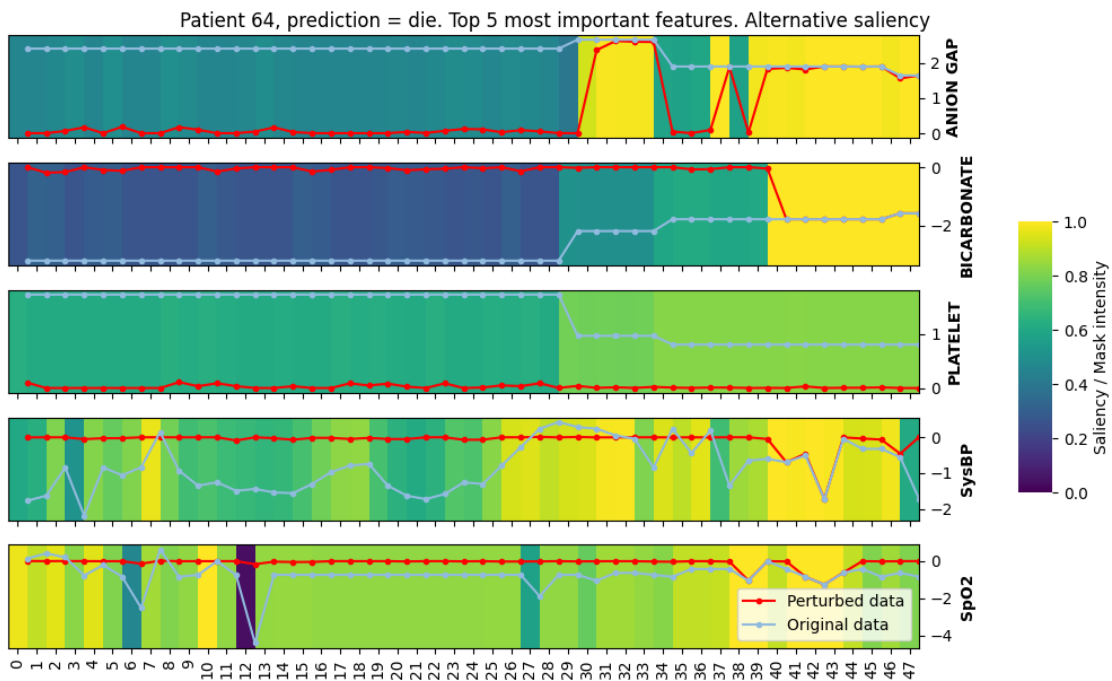 Patient 64, prediction = die. Top 5 most important features. Alternative saliency
2
1
0
ANION GAP
0
−2
BICARBONATE
1
0
PLATELET
0
−1
−2
SysBP
0
−2
−4
SpO2
Perturbed data
Original data
0 1 2 3 4 5 6 7 8 9 10 11 12 13 14 15 16 17 18 19 20 21 22 23 24 25 26 27 28 29 30 31 32 33 34 35 36 37 38 39 40 41 42 43 44 45 46 47
1.0
0.8
0.6
0.4
0.2
0.0
Saliency / Mask intensity